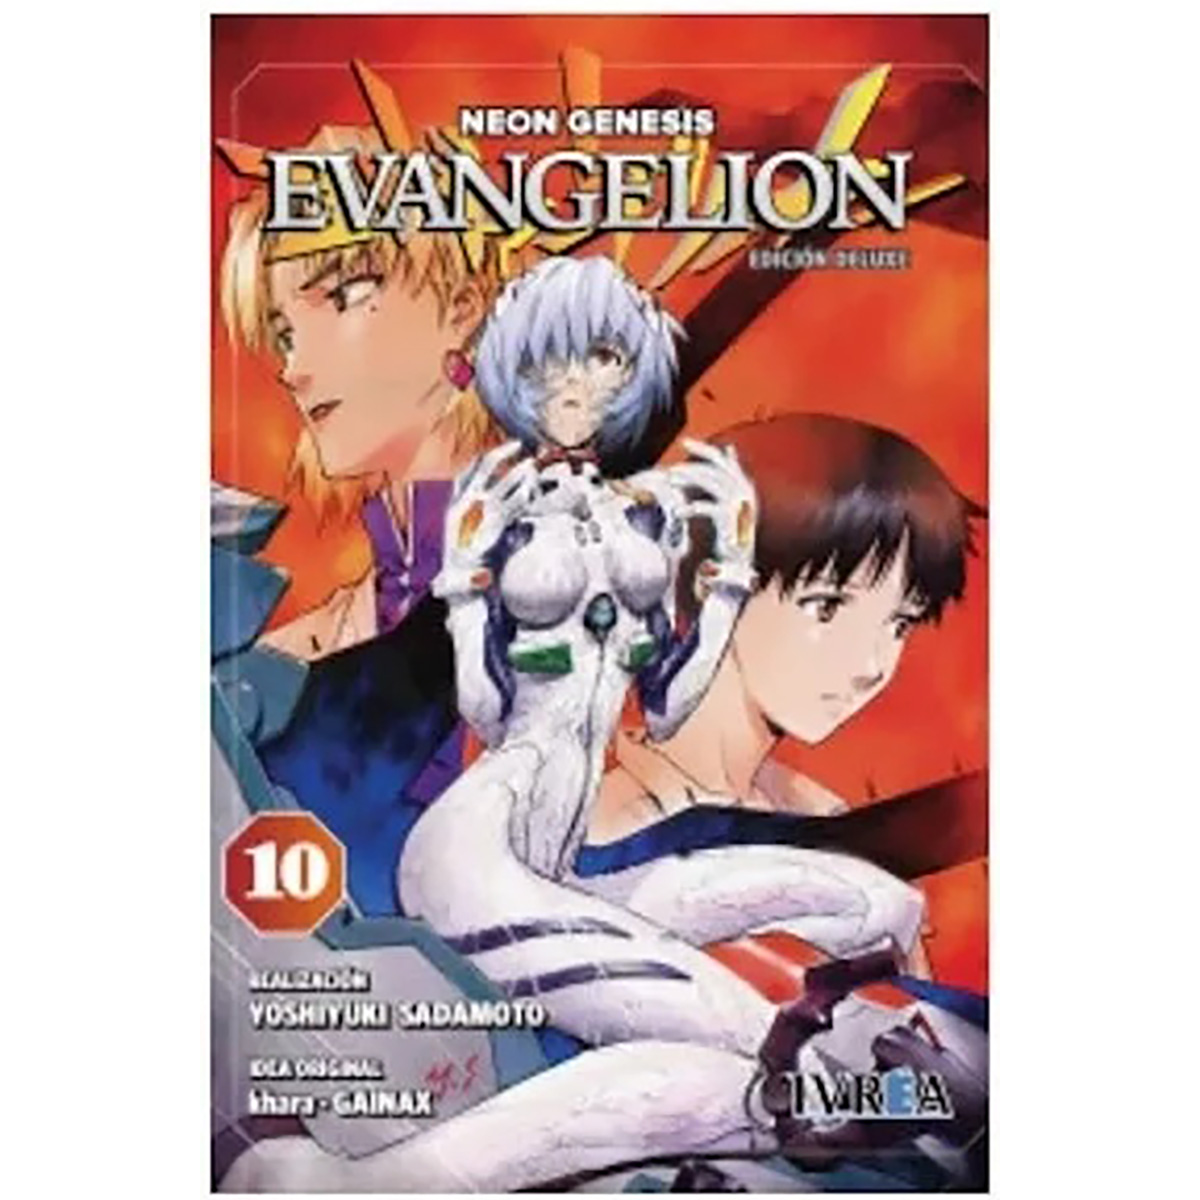 NEON GENESIS
EVANGELION
EDICIÓN DELUXE
10
REALIZACIÓN
YOSHIYUKI SADAMOTO
IDEA ORIGINAL
khara - GAINAX
Y.S
IVREA